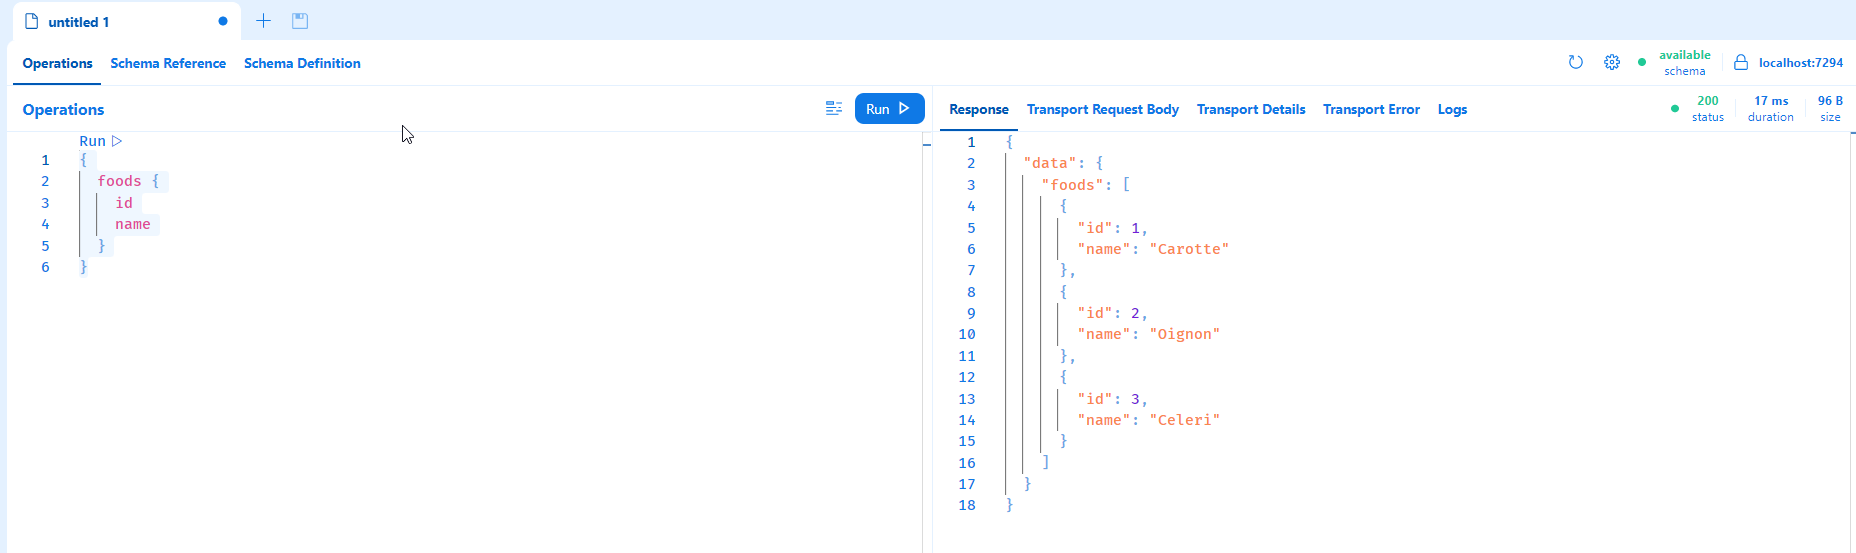 untitled 1
Operations Schema Reference Schema Definition
available
schema
localhost:7294
Operations
Run
Run
1 {
2 foods {
3 id
4 name
5 }
6 }
Response Transport Request Body Transport Details Transport Error Logs
200
status
17 ms
duration
96 B
size
1 {
2 "data": {
3 "foods": [
4 {
5 "id": 1,
6 "name": "Carotte"
7 },
8 {
9 "id": 2,
10 "name": "Oignon"
11 },
12 {
13 "id": 3,
14 "name": "Celeri"
15 }
16 ]
17 }
18 }